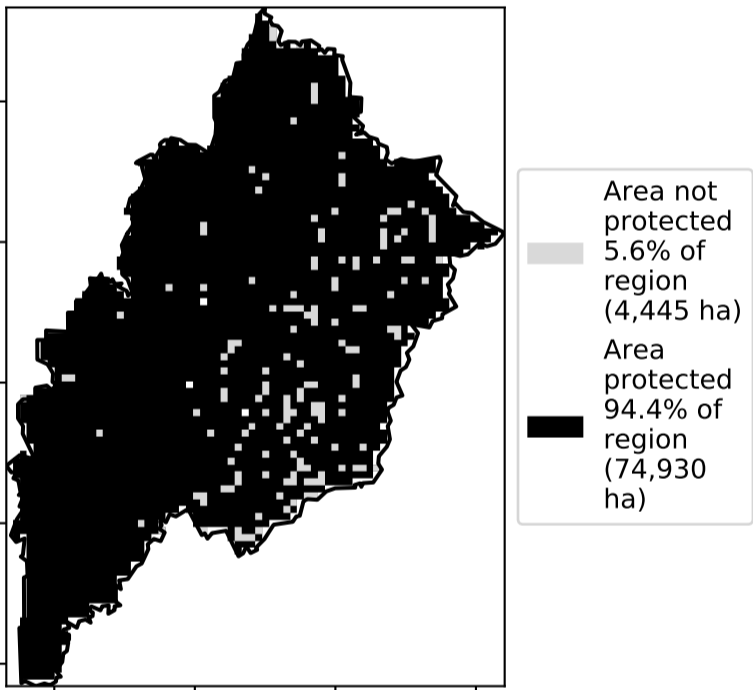 Area not
protected
5.6% of
region
(4,445 ha)
Area
protected
94.4% of
region
(74,930
ha)